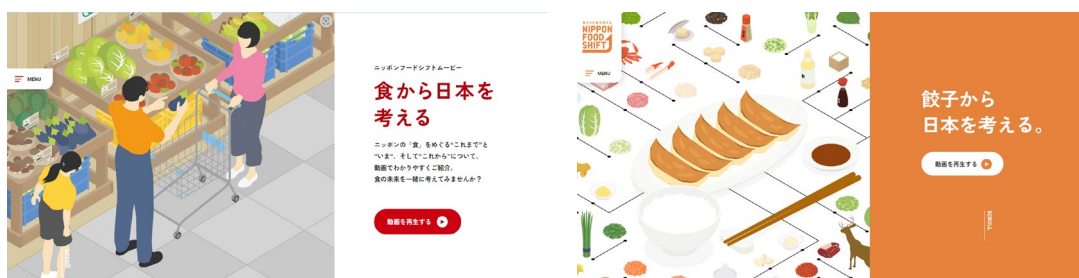 MENU
ニッポンフードシフトムービー
食から日本を
考える
ニッポンの「食」をめぐる"これまで"と
"いま"、そして"これから"について、
動画でわかりやすくご紹介。
食の未来を一緒に考えてみませんか？
動画を再生する
NIPPON
FOOD
SHIFT
MENU
餃子から
日本を考える。
動画を再生する
SCROLL